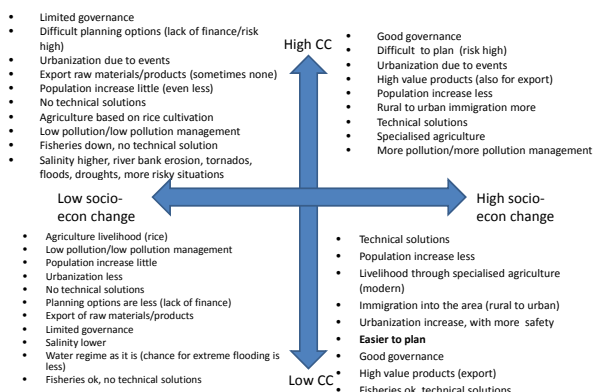 • Limited governance
• Difficult planning options (lack of finance/risk
high)
• Urbanization due to events
• Export raw materials/products (sometimes none)
• Population increase little (even less)
• No technical solutions
• Agriculture based on rice cultivation
• Low pollution/low pollution management
• Fisheries down, no technical solution
• Salinity higher, river bank erosion, tornados,
floods, droughts, more risky situations
High CC
• Good governance
• Difficult to plan (risk high)
• Urbanization due to events
• High value products (also for export)
• Population increase less
• Rural to urban immigration more
• Technical solutions
• Specialised agriculture
• More pollution/more pollution management
Low socio-
econ change
High socio-
econ change
• Agriculture livelihood (rice)
• Low pollution/low pollution management
• Population increase little
• Urbanization less
• No technical solutions
• Planning options are less (lack of finance)
• Export of raw materials/products
• Limited governance
• Salinity lower
• Water regime as it is (chance for extreme flooding is
less)
• Fisheries ok, no technical solutions
Low CC
• Technical solutions
• Population increase less
• Livelihood through specialised agriculture
(modern)
• Immigration into the area (rural to urban)
• Urbanization increase, with more safety
• Easier to plan
• Good governance
• High value products (export)
• Fisheries ok, technical solutions